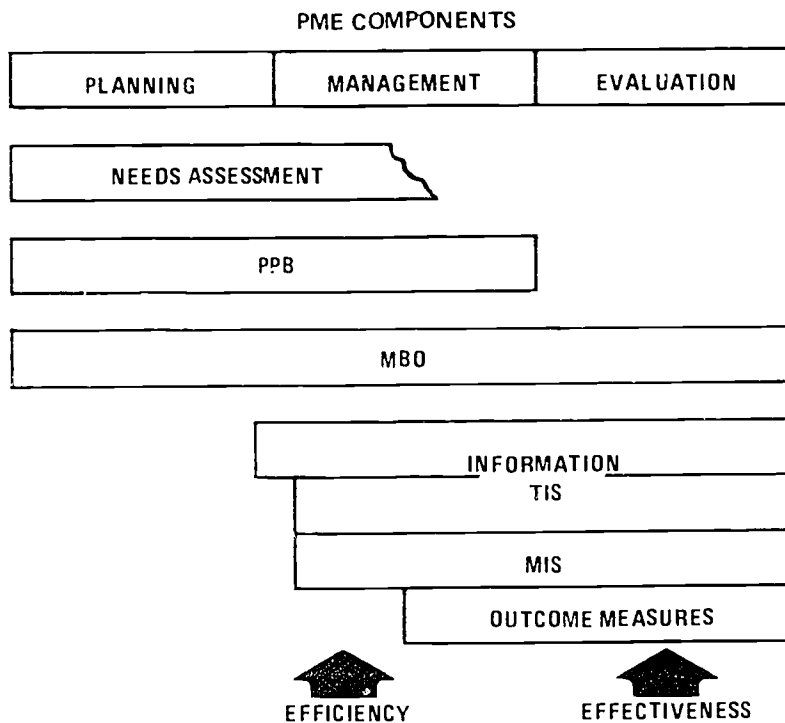 PME COMPONENTS
PLANNING MANAGEMENT EVALUATION
NEEDS ASSESSMENT
PPB
MBO
INFORMATION
TIS
MIS
OUTCOME MEASURES
EFFICIENCY EFFECTIVENESS